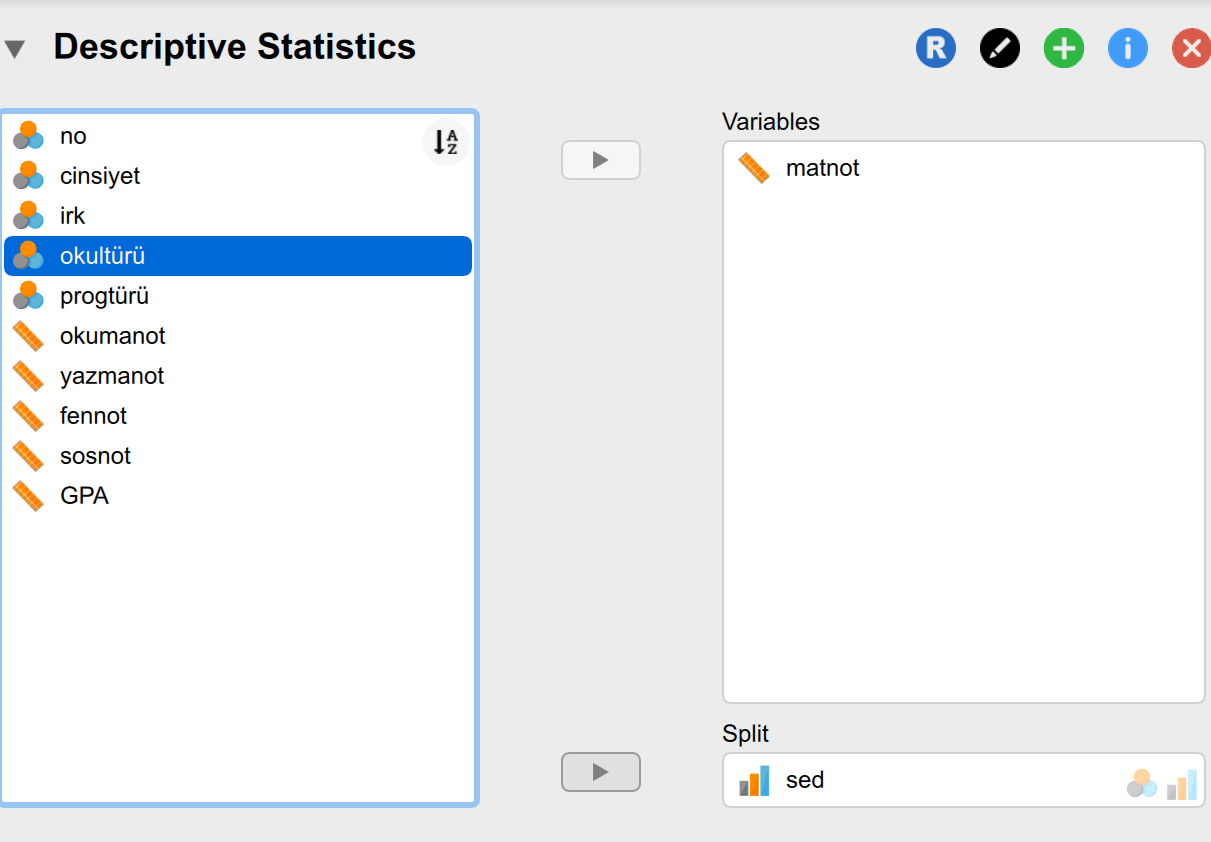 Descriptive Statistics
R
i
no
A
Z
cinsiyet
irk
okultürü
progtürü
okumanot
yazmanot
fennot
sosnot
GPA
Variables
matnot
Split
sed